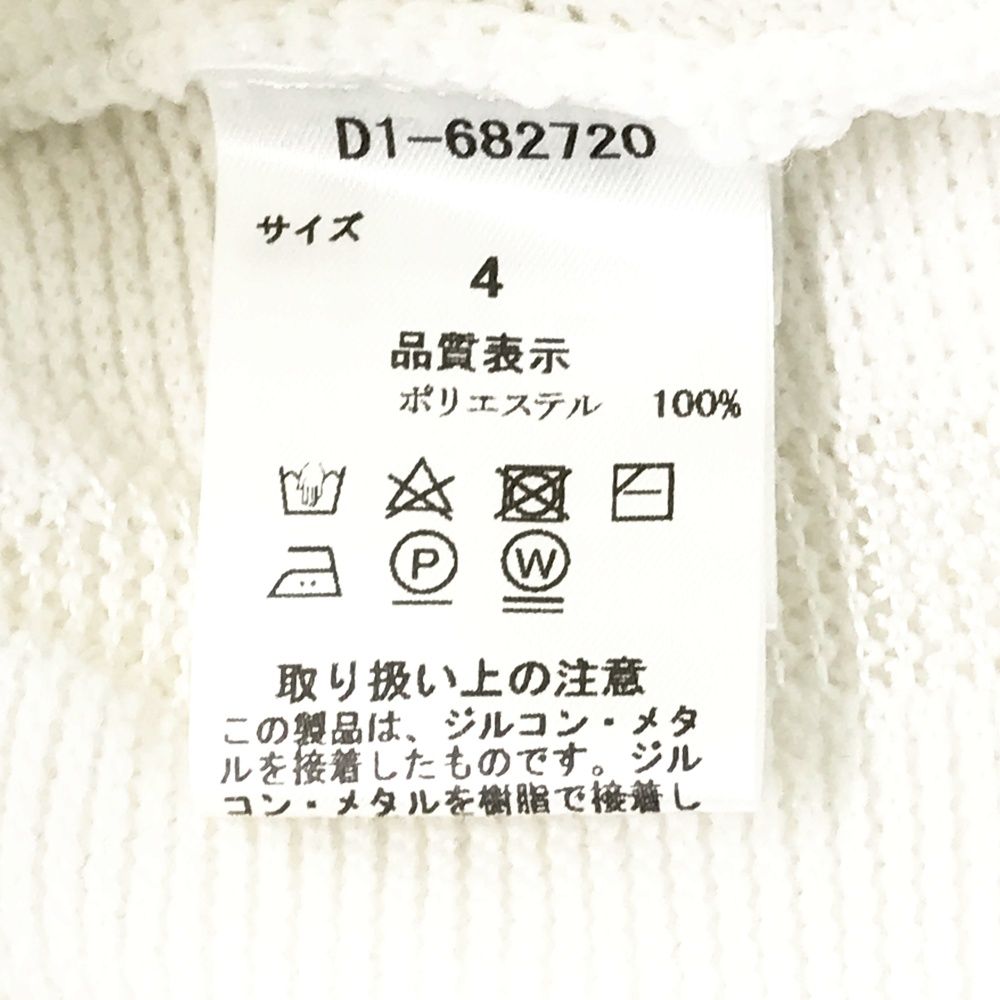 D1-682720
サイズ
4
品質表示
ポリエステル 100%
P W
取り扱い上の注意
この製品は、ジルコン・メタ
ルを接着したものです。ジル
コン・メタルを樹脂で接着し